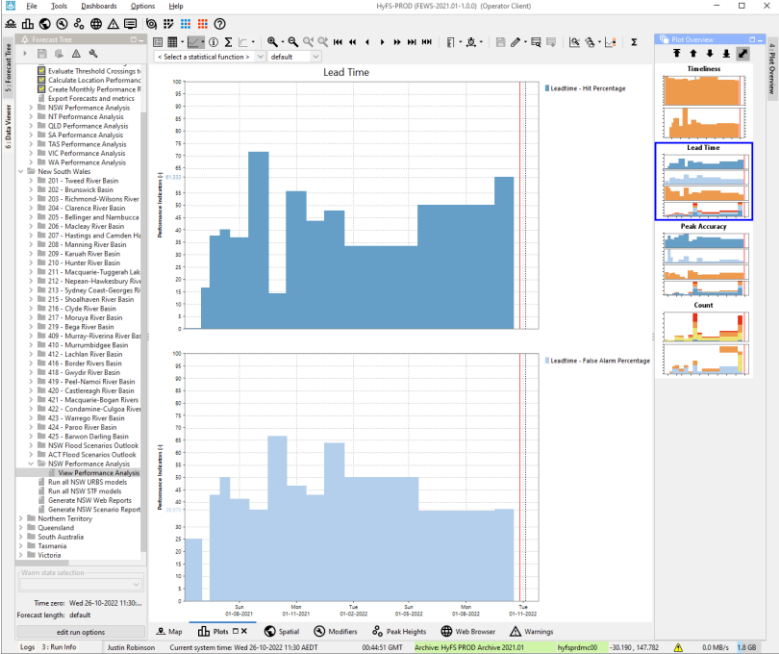 HyFS-PROD (FEWS-2021.01-1.0.0) (Operator Client)
File Tools Dashboards Options Help
5 : Forecast Tree
6 : Data Viewer
Forecast Tree
Evaluate Threshold Crossings t
Calculate Location Performanc
Create Monthly Performance R
Export Forecasts and metrics
NSW Performance Analysis
NT Performance Analysis
QLD Performance Analysis
SA Performance Analysis
TAS Performance Analysis
VIC Performance Analysis
WA Performance Analysis
New South Wales
201 - Tweed River Basin
202 - Brunswick Basin
203 - Richmond-Wilsons River
204 - Clarence River Basin
205 - Bellinger and Nambucca
206 - Macleay River Basin
207 - Hastings and Camden Ha
208 - Manning River Basin
209 - Karuah River Basin
210 - Hunter River Basin
211 - Macquarie-Tuggerah Lak
212 - Nepean-Hawkesbury Rive
213 - Sydney Coast-Georges Ri
215 - Shoalhaven River Basin
216 - Clyde River Basin
217 - Moruya River Basin
219 - Bega River Basin
409 - Murray-Riverina River Bas
410 - Murrumbidgee Basin
412 - Lachlan River Basin
416 - Border Rivers Basin
418 - Gwydir River Basin
419 - Peel-Namoi River Basin
420 - Castlereagh River Basin
421 - Macquarie-Bogan Rivers
422 - Condamine-Culgoa River
423 - Warrego River Basin
424 - Paroo River Basin
425 - Barwon Darling Basin
NSW Flood Scenarios Outlook
ACT Flood Scenarios Outlook
NSW Performance Analysis
View Performance Analysis
Run all NSW URBS models
Run all NSW STF models
Generate NSW Web Reports
Generate NSW Scenario Report
Northern Territory
Queensland
South Australia
Tasmania
Victoria
Warm state selection
Time zero: Wed 26-10-2022 11:30:...
Forecast length: default
edit run options
< Select a statistical function >
default
Lead Time
Performance Indicators (-)
100
95
90
85
80
75
70
65
55
50
45
40
35
30
25
20
15
10
5
0
Leadtime - Hit Percentage
Performance Indicators (-)
100
95
90
85
80
75
70
65
60
55
50
45
40
30
25
20
15
10
5
0
Leadtime - False Alarm Percentage
Sun Mon Tue Sun Mon Tue
01-08-2021 01-11-2021 01-02-2022 01-05-2022 01-08-2022 01-11-2022
Plot Overview
Timeliness
Lead Time
Peak Accuracy
Count
4 : Plot Overview
Map Plots Spatial Modifiers Peak Heights Web Browser Warnings
Logs 3 : Run Info Justin Robinson Current system time: Wed 26-10-2022 11:30 AEDT 00:44:51 GMT Archive: HyFS PROD Archive 2021.01 hyfsprdmc00 -30.190 , 147.782 0.0 MB/s 1.8 GB